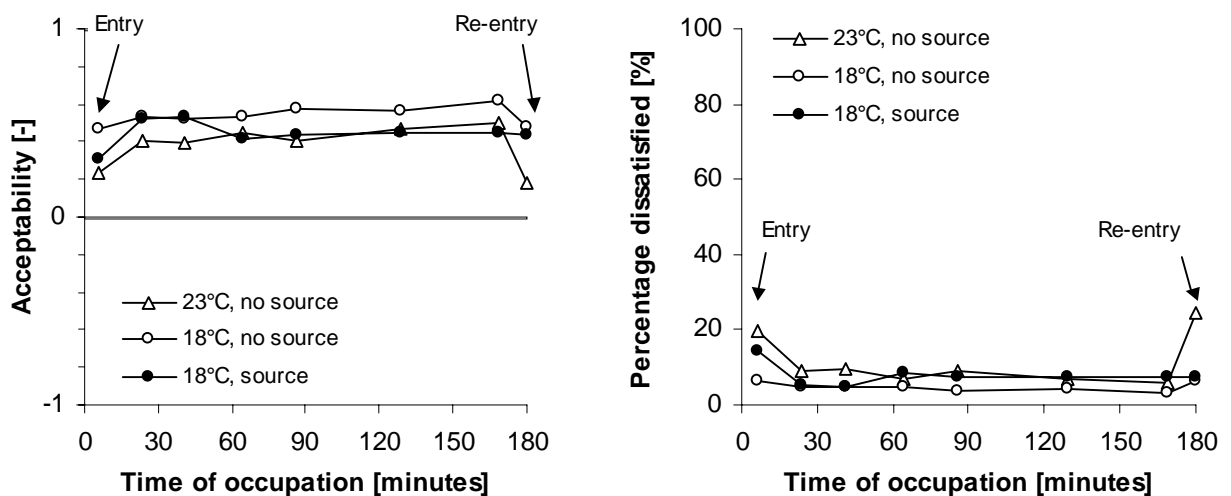 Entry
Re-entry
1
0
-1
Acceptability [-]
23°C, no source
18°C, no source
18°C, source
0 30 60 90 120 150 180
Time of occupation [minutes]
100
80
60
40
20
0
Percentage dissatisfied [%]
23°C, no source
18°C, no source
18°C, source
Entry
Re-entry
0 30 60 90 120 150 180
Time of occupation [minutes]